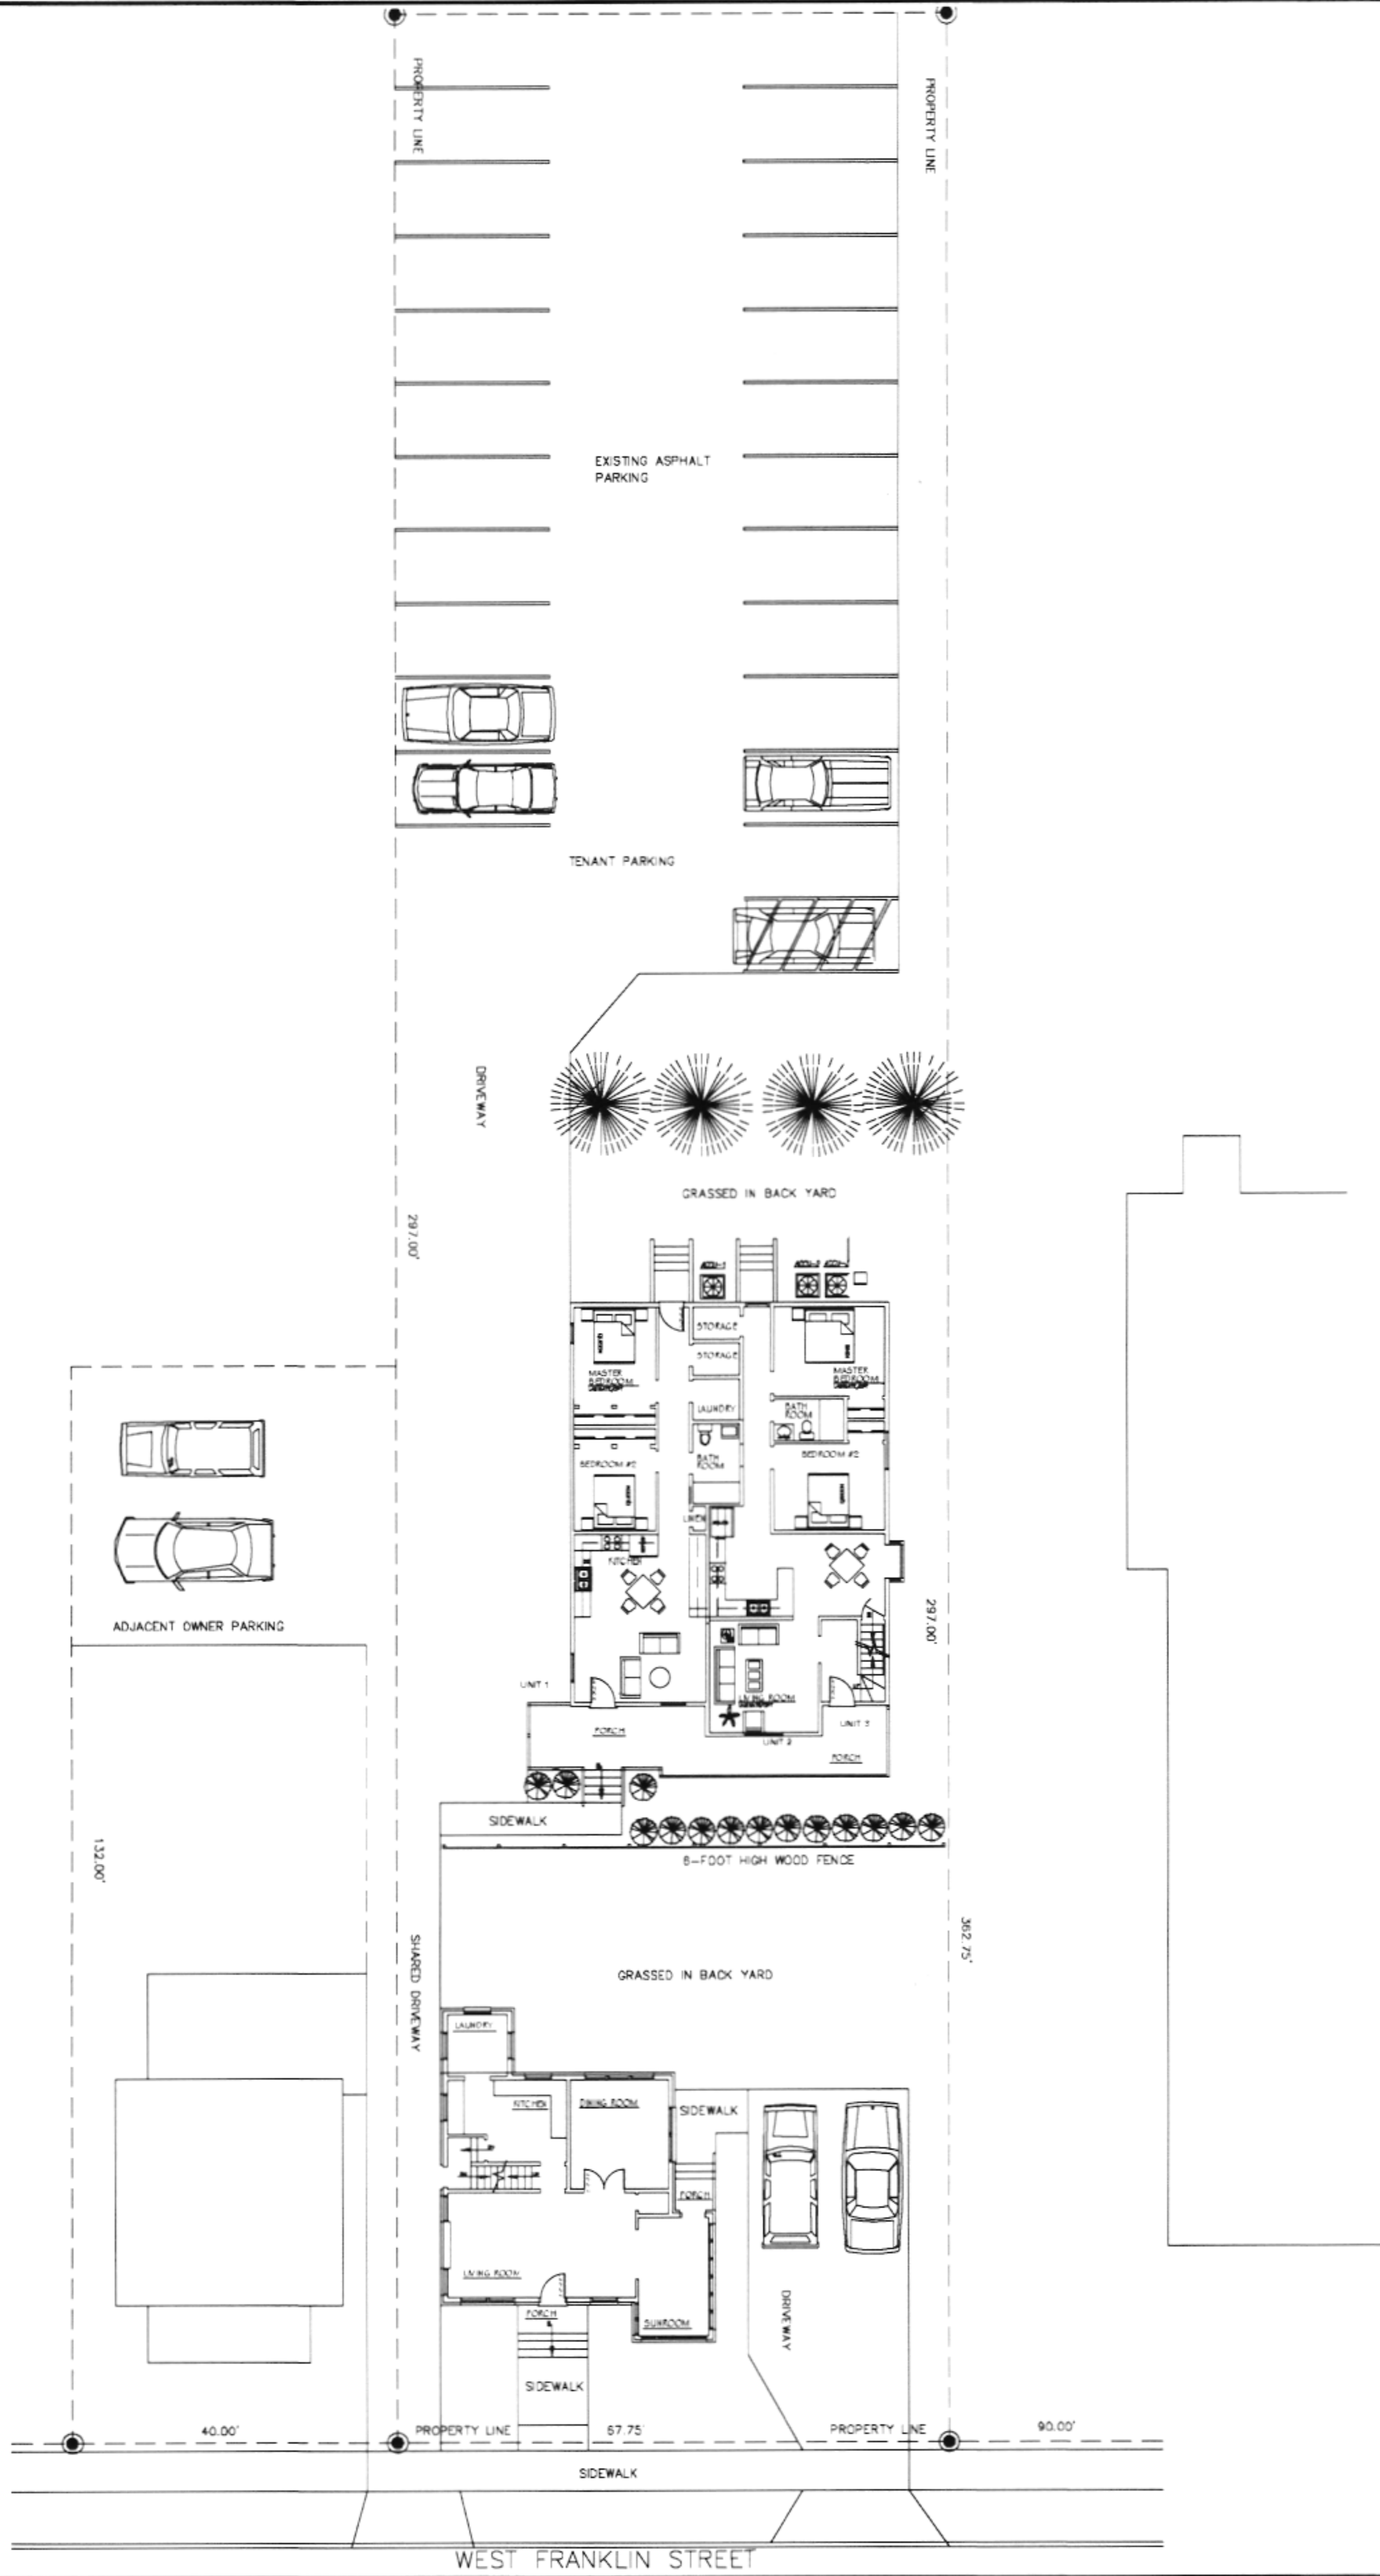 PROPERTY LINE
PROPERTY LINE
EXISTING ASPHALT
PARKING
TENANT PARKING
DRIVEWAY
GRASSED IN BACK YARD
297.00'
STORAGE
STORAGE
MASTER
BEDROOM
MASTER
BEDROOM
LAUNDRY
BATH
ROOM
BEDROOM #2
BATH
ROOM
BEDROOM #2
LINEN
KITCHEN
297.00'
ADJACENT OWNER PARKING
UNIT 1
LIVING ROOM
PORCH
UNIT 3
UNIT 2
PORCH
SIDEWALK
6-FOOT HIGH WOOD FENCE
132.00'
362.75'
SHARED DRIVEWAY
GRASSED IN BACK YARD
LAUNDRY
KITCHEN
DINING ROOM
SIDEWALK
PORCH
LIVING ROOM
PORCH
SUNROOM
DRIVEWAY
SIDEWALK
40.00'
PROPERTY LINE
67.75'
PROPERTY LINE
90.00'
SIDEWALK
WEST FRANKLIN STREET